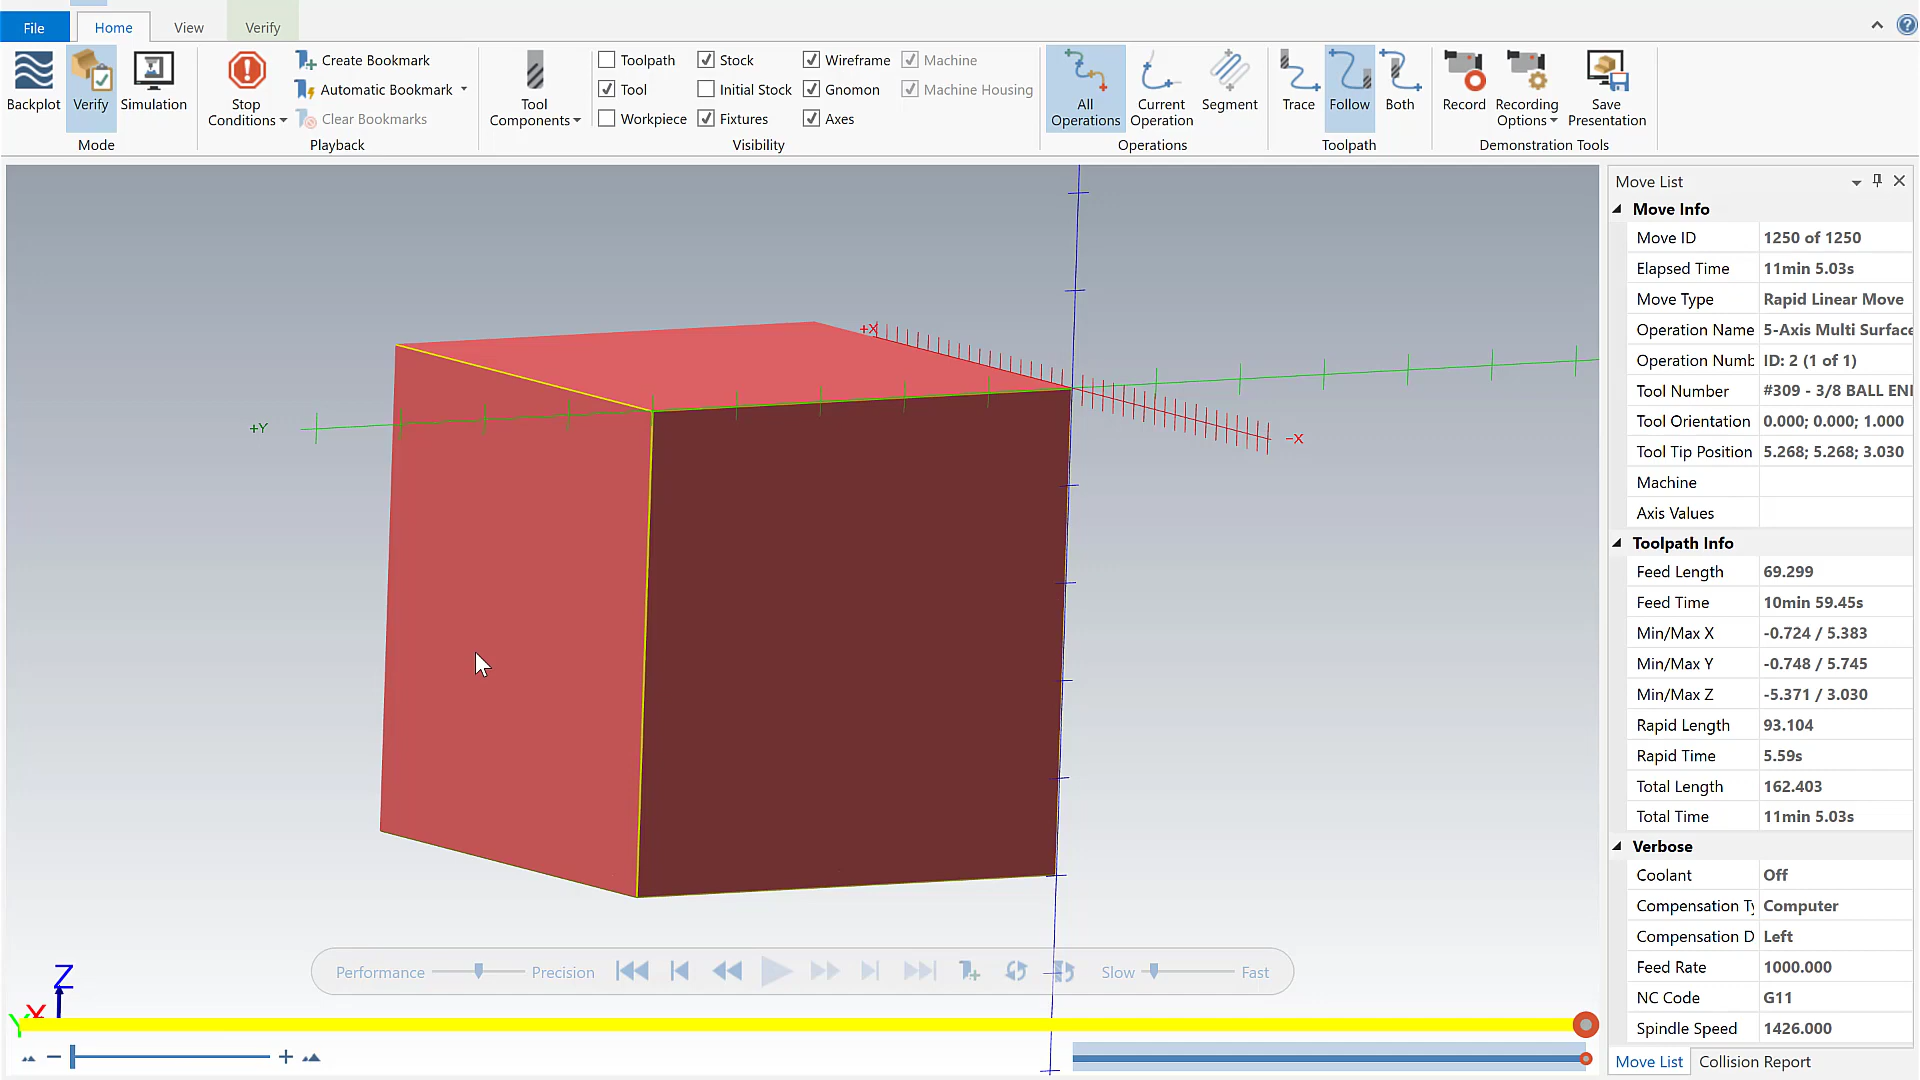 File
Home
View
Verify
Backplot
Verify
Simulation
Mode
Stop
Conditions
Create Bookmark
Automatic Bookmark
Clear Bookmarks
Playback
Tool
Components
Toolpath
Stock
Wireframe
Machine
Tool
Initial Stock
Gnomon
Machine Housing
Workpiece
Fixtures
Axes
Visibility
All
Operations
Current
Operation
Segment
Operations
Trace
Follow
Both
Toolpath
Record
Recording
Options
Save
Presentation
Demonstration Tools
+X
+Y
-X
Z
X
Y
Performance
Precision
Slow
Fast
Move List
Move Info
Move ID 1250 of 1250
Elapsed Time 11min 5.03s
Move Type Rapid Linear Move
Operation Name 5-Axis Multi Surface
Operation Numb ID: 2 (1 of 1)
Tool Number #309 - 3/8 BALL EN
Tool Orientation 0.000; 0.000; 1.000
Tool Tip Position 5.268; 5.268; 3.030
Machine
Axis Values
Toolpath Info
Feed Length 69.299
Feed Time 10min 59.45s
Min/Max X -0.724 / 5.383
Min/Max Y -0.748 / 5.745
Min/Max Z -5.371 / 3.030
Rapid Length 93.104
Rapid Time 5.59s
Total Length 162.403
Total Time 11min 5.03s
Verbose
Coolant Off
Compensation Ty Computer
Compensation D Left
Feed Rate 1000.000
NC Code G11
Spindle Speed 1426.000
Move List
Collision Report